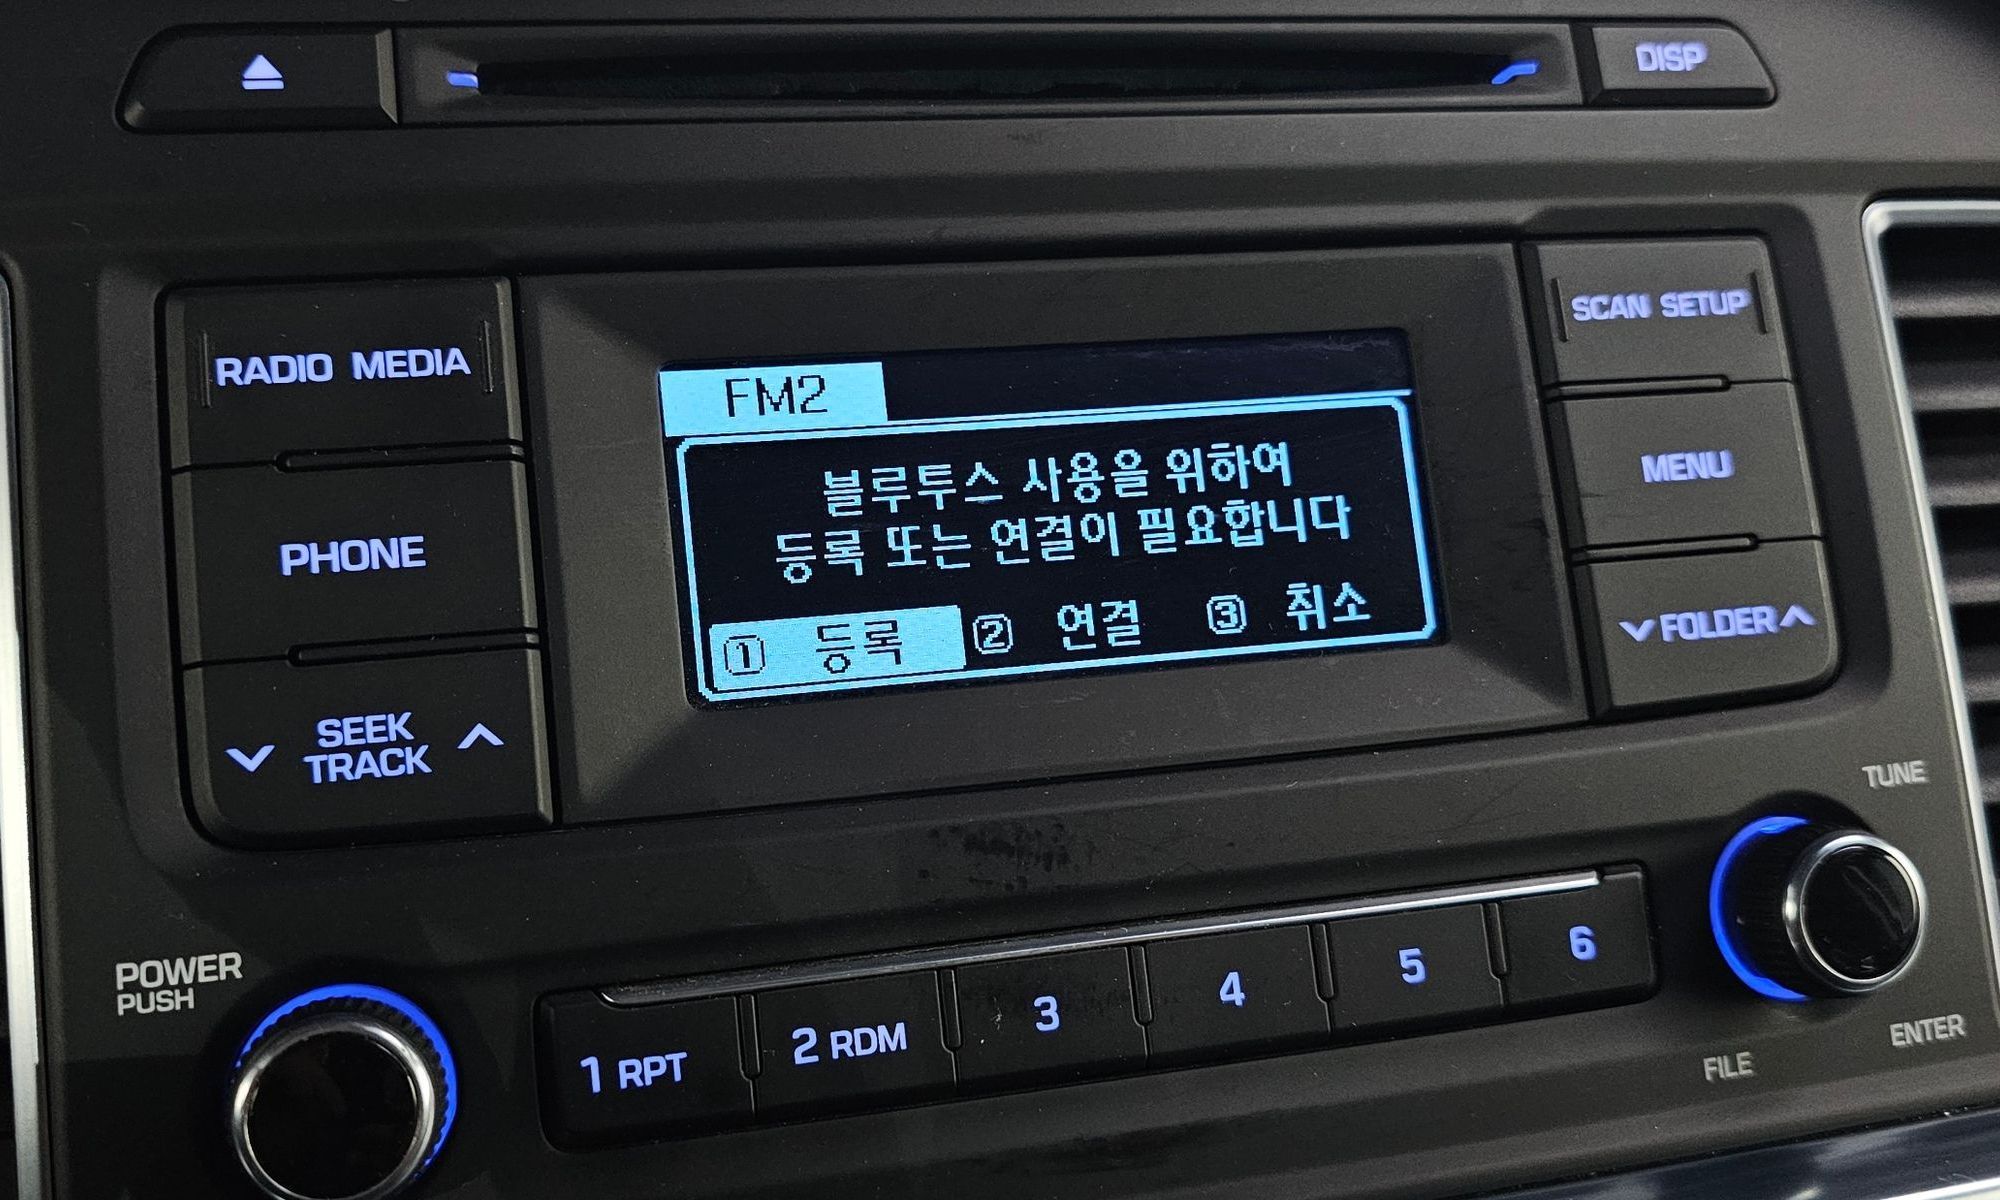 DISP
RADIO MEDIA
PHONE
SEEK
TRACK
FM2
블루투스 사용을 위하여
등록 또는 연결이 필요합니다
① 등록 ② 연결 ③ 취소
SCAN SETUP
MENU
FOLDER
TUNE
POWER
PUSH
1 RPT 2 RDM 3 4 5 6
FILE
ENTER